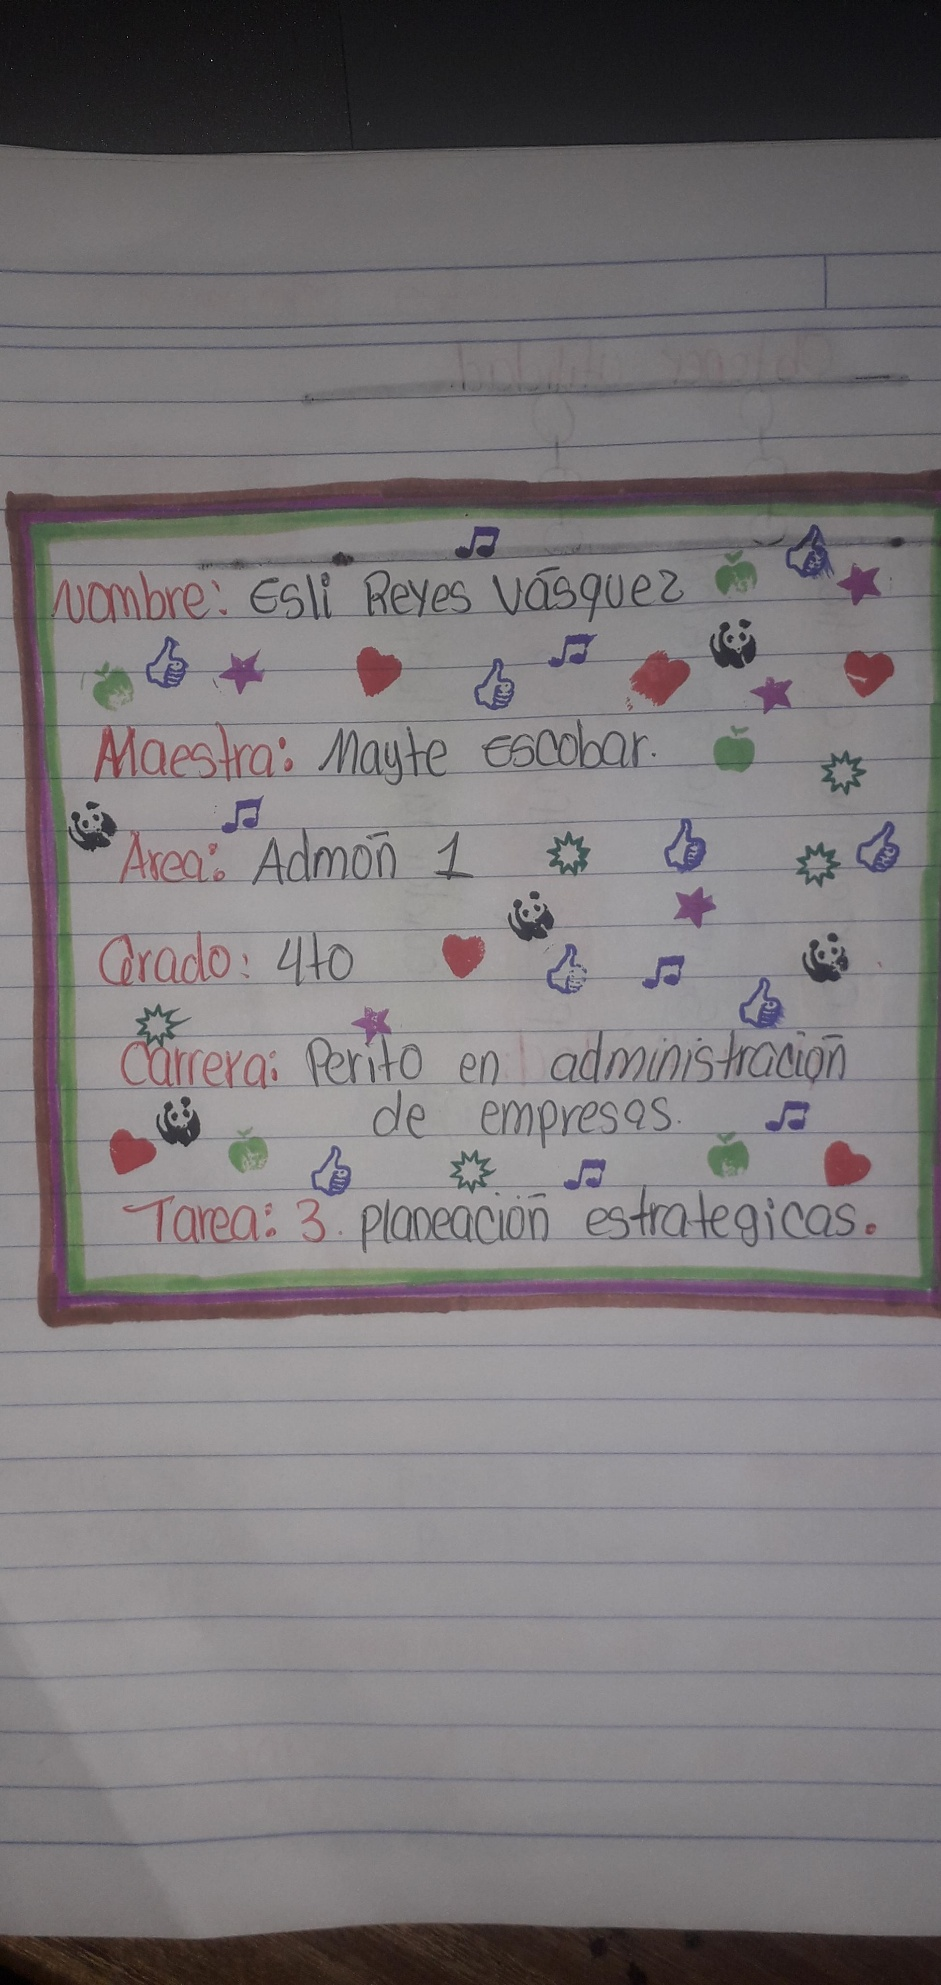 Nombre: Esli Reyes Vásquez
Maestra: Mayte escobar.
Area: Admoñ 1
Grado: 4to
Carrera: Perito en administración
de empresas.
Tarea: 3. planeación estrategicas.